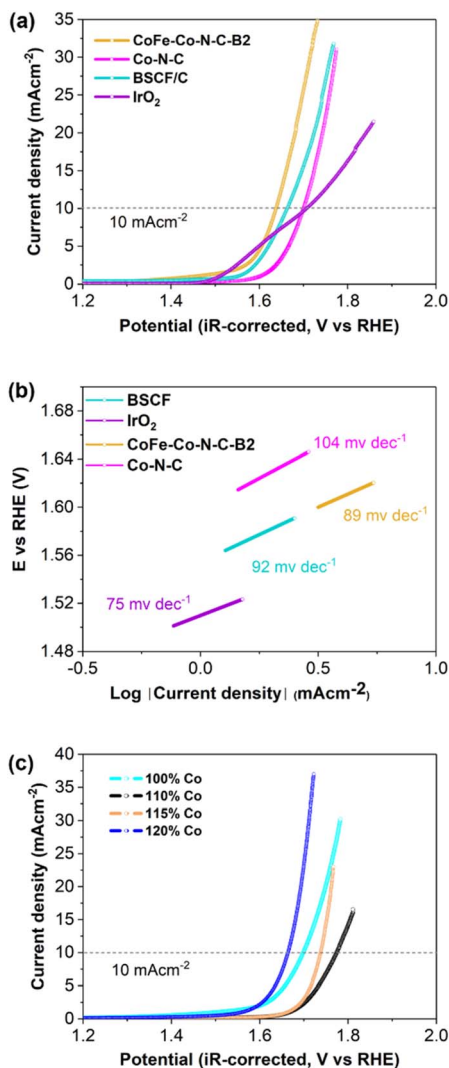 (a)
CoFe-Co-N-C-B2
Co-N-C
BSCF/C
IrO₂
35
30
25
20
15
10
5
0
10 mAcm⁻²
Current density (mAcm⁻²)
1.2 1.4 1.6 1.8 2.0
Potential (iR-corrected, V vs RHE)
(b)
BSCF
IrO₂
CoFe-Co-N-C-B2
Co-N-C
1.68
1.64
1.60
1.56
1.52
1.48
E vs RHE (V)
104 mv dec⁻¹
89 mv dec⁻¹
92 mv dec⁻¹
75 mv dec⁻¹
-0.5 0.0 0.5 1.0
Log |Current density| (mAcm⁻²)
(c)
100% Co
110% Co
115% Co
120% Co
40
35
30
25
20
15
10
5
0
10 mAcm⁻²
Current density (mAcm⁻²)
1.2 1.4 1.6 1.8 2.0
Potential (iR-corrected, V vs RHE)